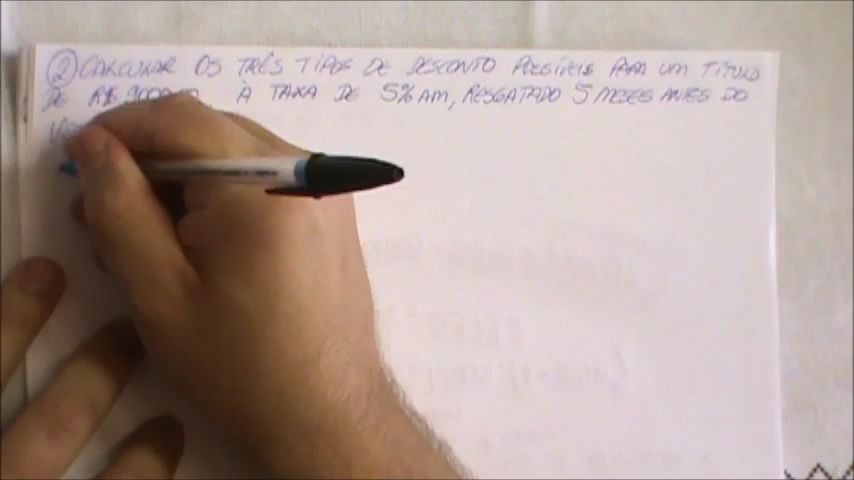 ② CALCULAR OS TRÊS TIPOS DE DESCONTO POSSÍVEIS PARA UM TÍTULO
DE À TAXA DE 5% AM, RESGATADO 5 MESES ANTES DO